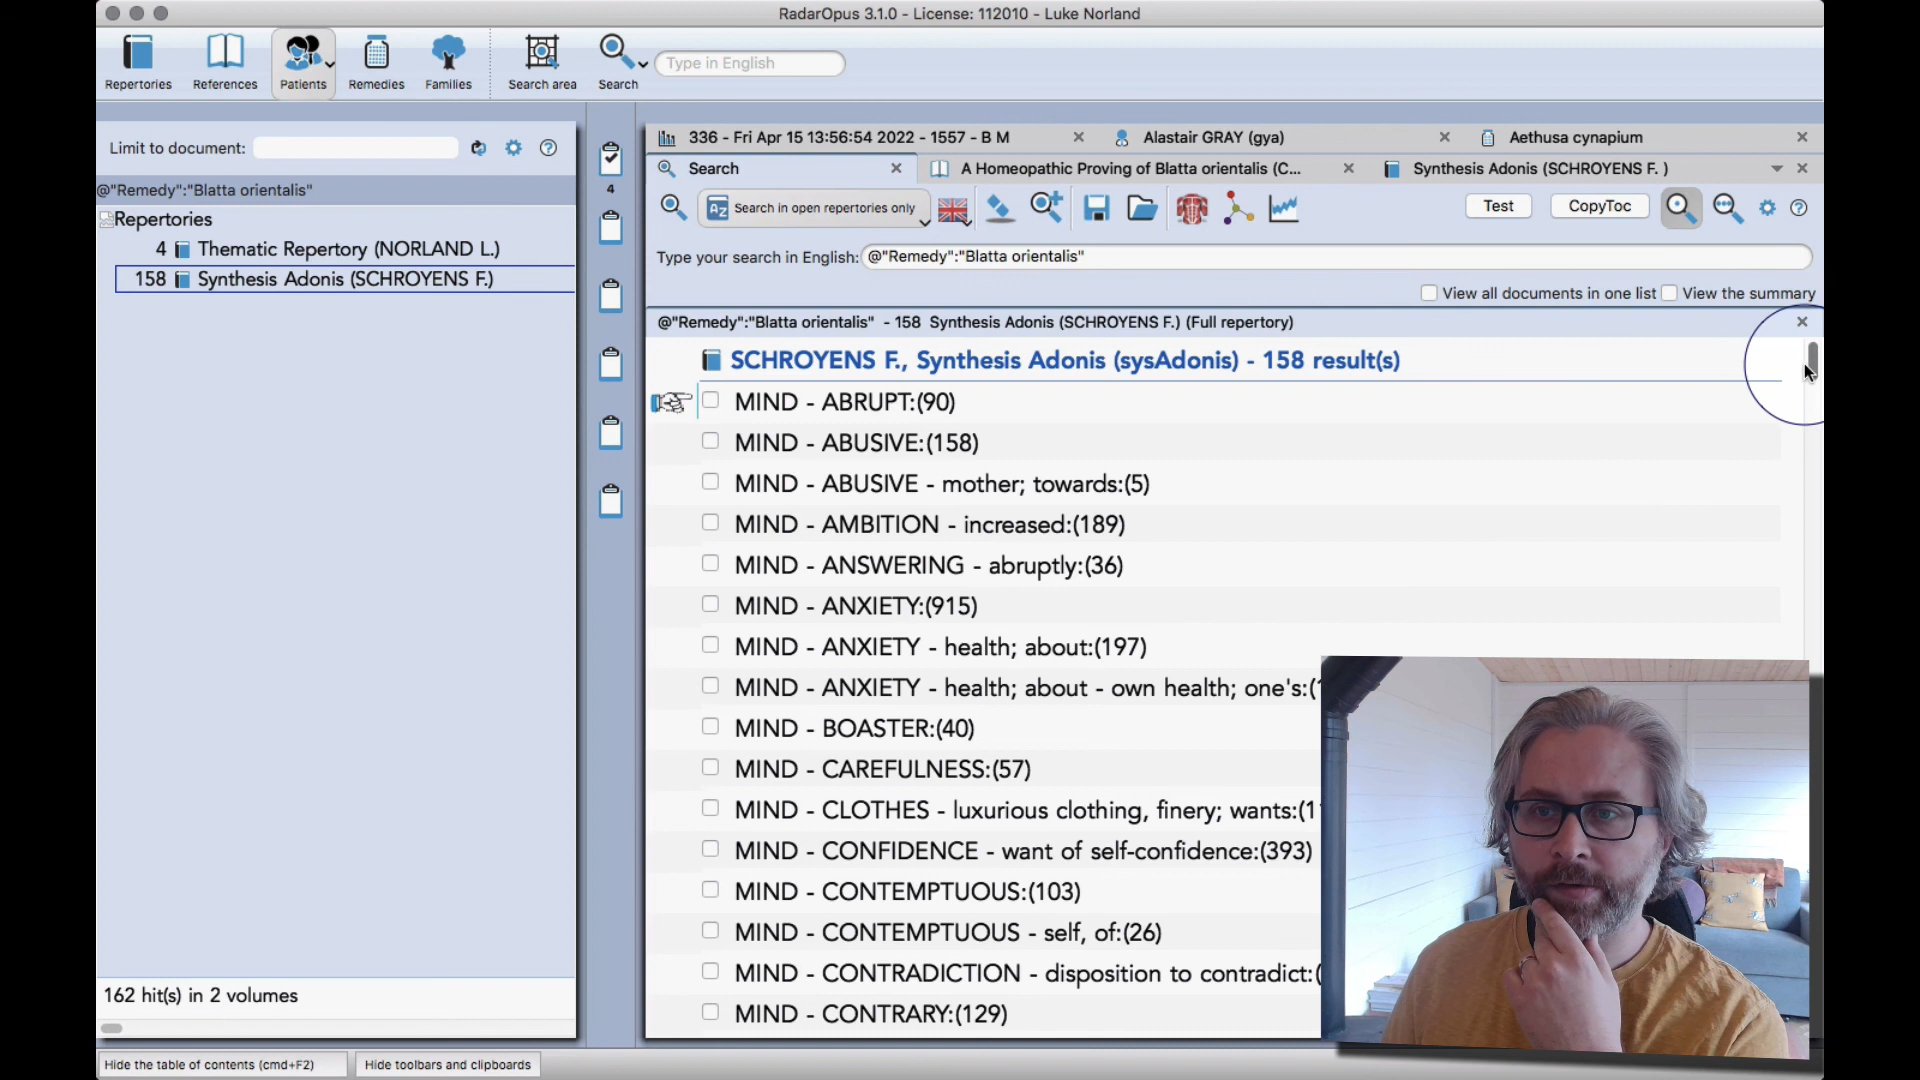 RadarOpus 3.1.0 - License: 112010 - Luke Norland
Repertories
References
Patients
Remedies
Families
Search area
Search
Type in English
Limit to document:
@"Remedy":"Blatta orientalis"
Repertories
4 Thematic Repertory (NORLAND L.)
158 Synthesis Adonis (SCHROYENS F.)
162 hit(s) in 2 volumes
Hide the table of contents (cmd+F2)
Hide toolbars and clipboards
4
336 - Fri Apr 15 13:56:54 2022 - 1557 - B M
Alastair GRAY (gya)
Aethusa cynapium
Search
A Homeopathic Proving of Blatta orientalis (C...
Synthesis Adonis (SCHROYENS F. )
AZ Search in open repertories only
Test
CopyToc
Type your search in English: @"Remedy":"Blatta orientalis"
View all documents in one list
View the summary
@"Remedy":"Blatta orientalis" - 158 Synthesis Adonis (SCHROYENS F.) (Full repertory)
SCHROYENS F., Synthesis Adonis (sysAdonis) - 158 result(s)
MIND - ABRUPT:(90)
MIND - ABUSIVE:(158)
MIND - ABUSIVE - mother; towards:(5)
MIND - AMBITION - increased:(189)
MIND - ANSWERING - abruptly:(36)
MIND - ANXIETY:(915)
MIND - ANXIETY - health; about:(197)
MIND - ANXIETY - health; about - own health; one's:(
MIND - BOASTER:(40)
MIND - CAREFULNESS:(57)
MIND - CLOTHES - luxurious clothing, finery; wants:(1
MIND - CONFIDENCE - want of self-confidence:(393)
MIND - CONTEMPTUOUS:(103)
MIND - CONTEMPTUOUS - self, of:(26)
MIND - CONTRADICTION - disposition to contradict:(
MIND - CONTRARY:(129)